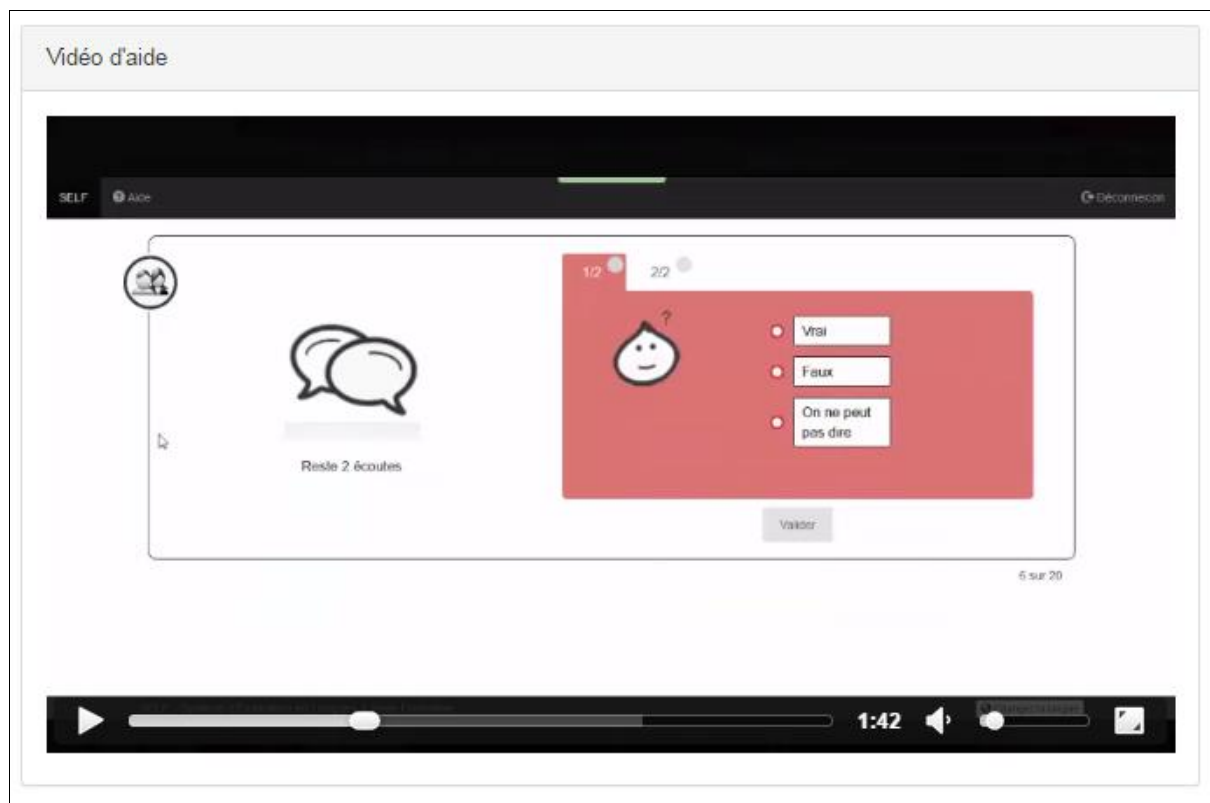 Vidéo d'aide
SELF
Aide
Déconnecon
1/2
2/2
?
Vrai
Faux
On ne peut
pas dire
Reste 2 écoutes
Valider
6 sur 20
1:42